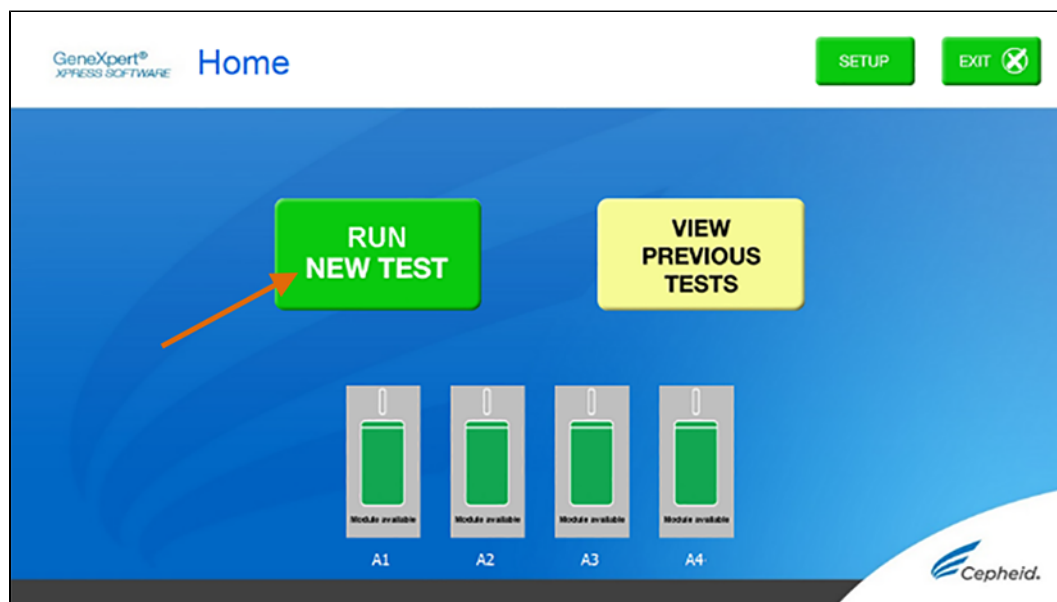 GeneXpert®
XPRESS SOFTWARE
Home
SETUP
EXIT
RUN
NEW TEST
VIEW
PREVIOUS
TESTS
Module available
Module available
Module available
Module available
A1
A2
A3
A4
Cepheid.